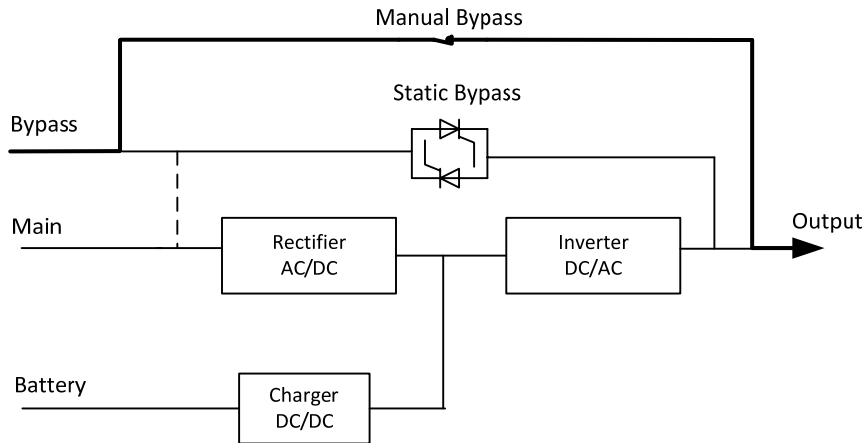 Manual Bypass
Static Bypass
Bypass
Main
Rectifier
AC/DC
Inverter
DC/AC
Output
Battery
Charger
DC/DC